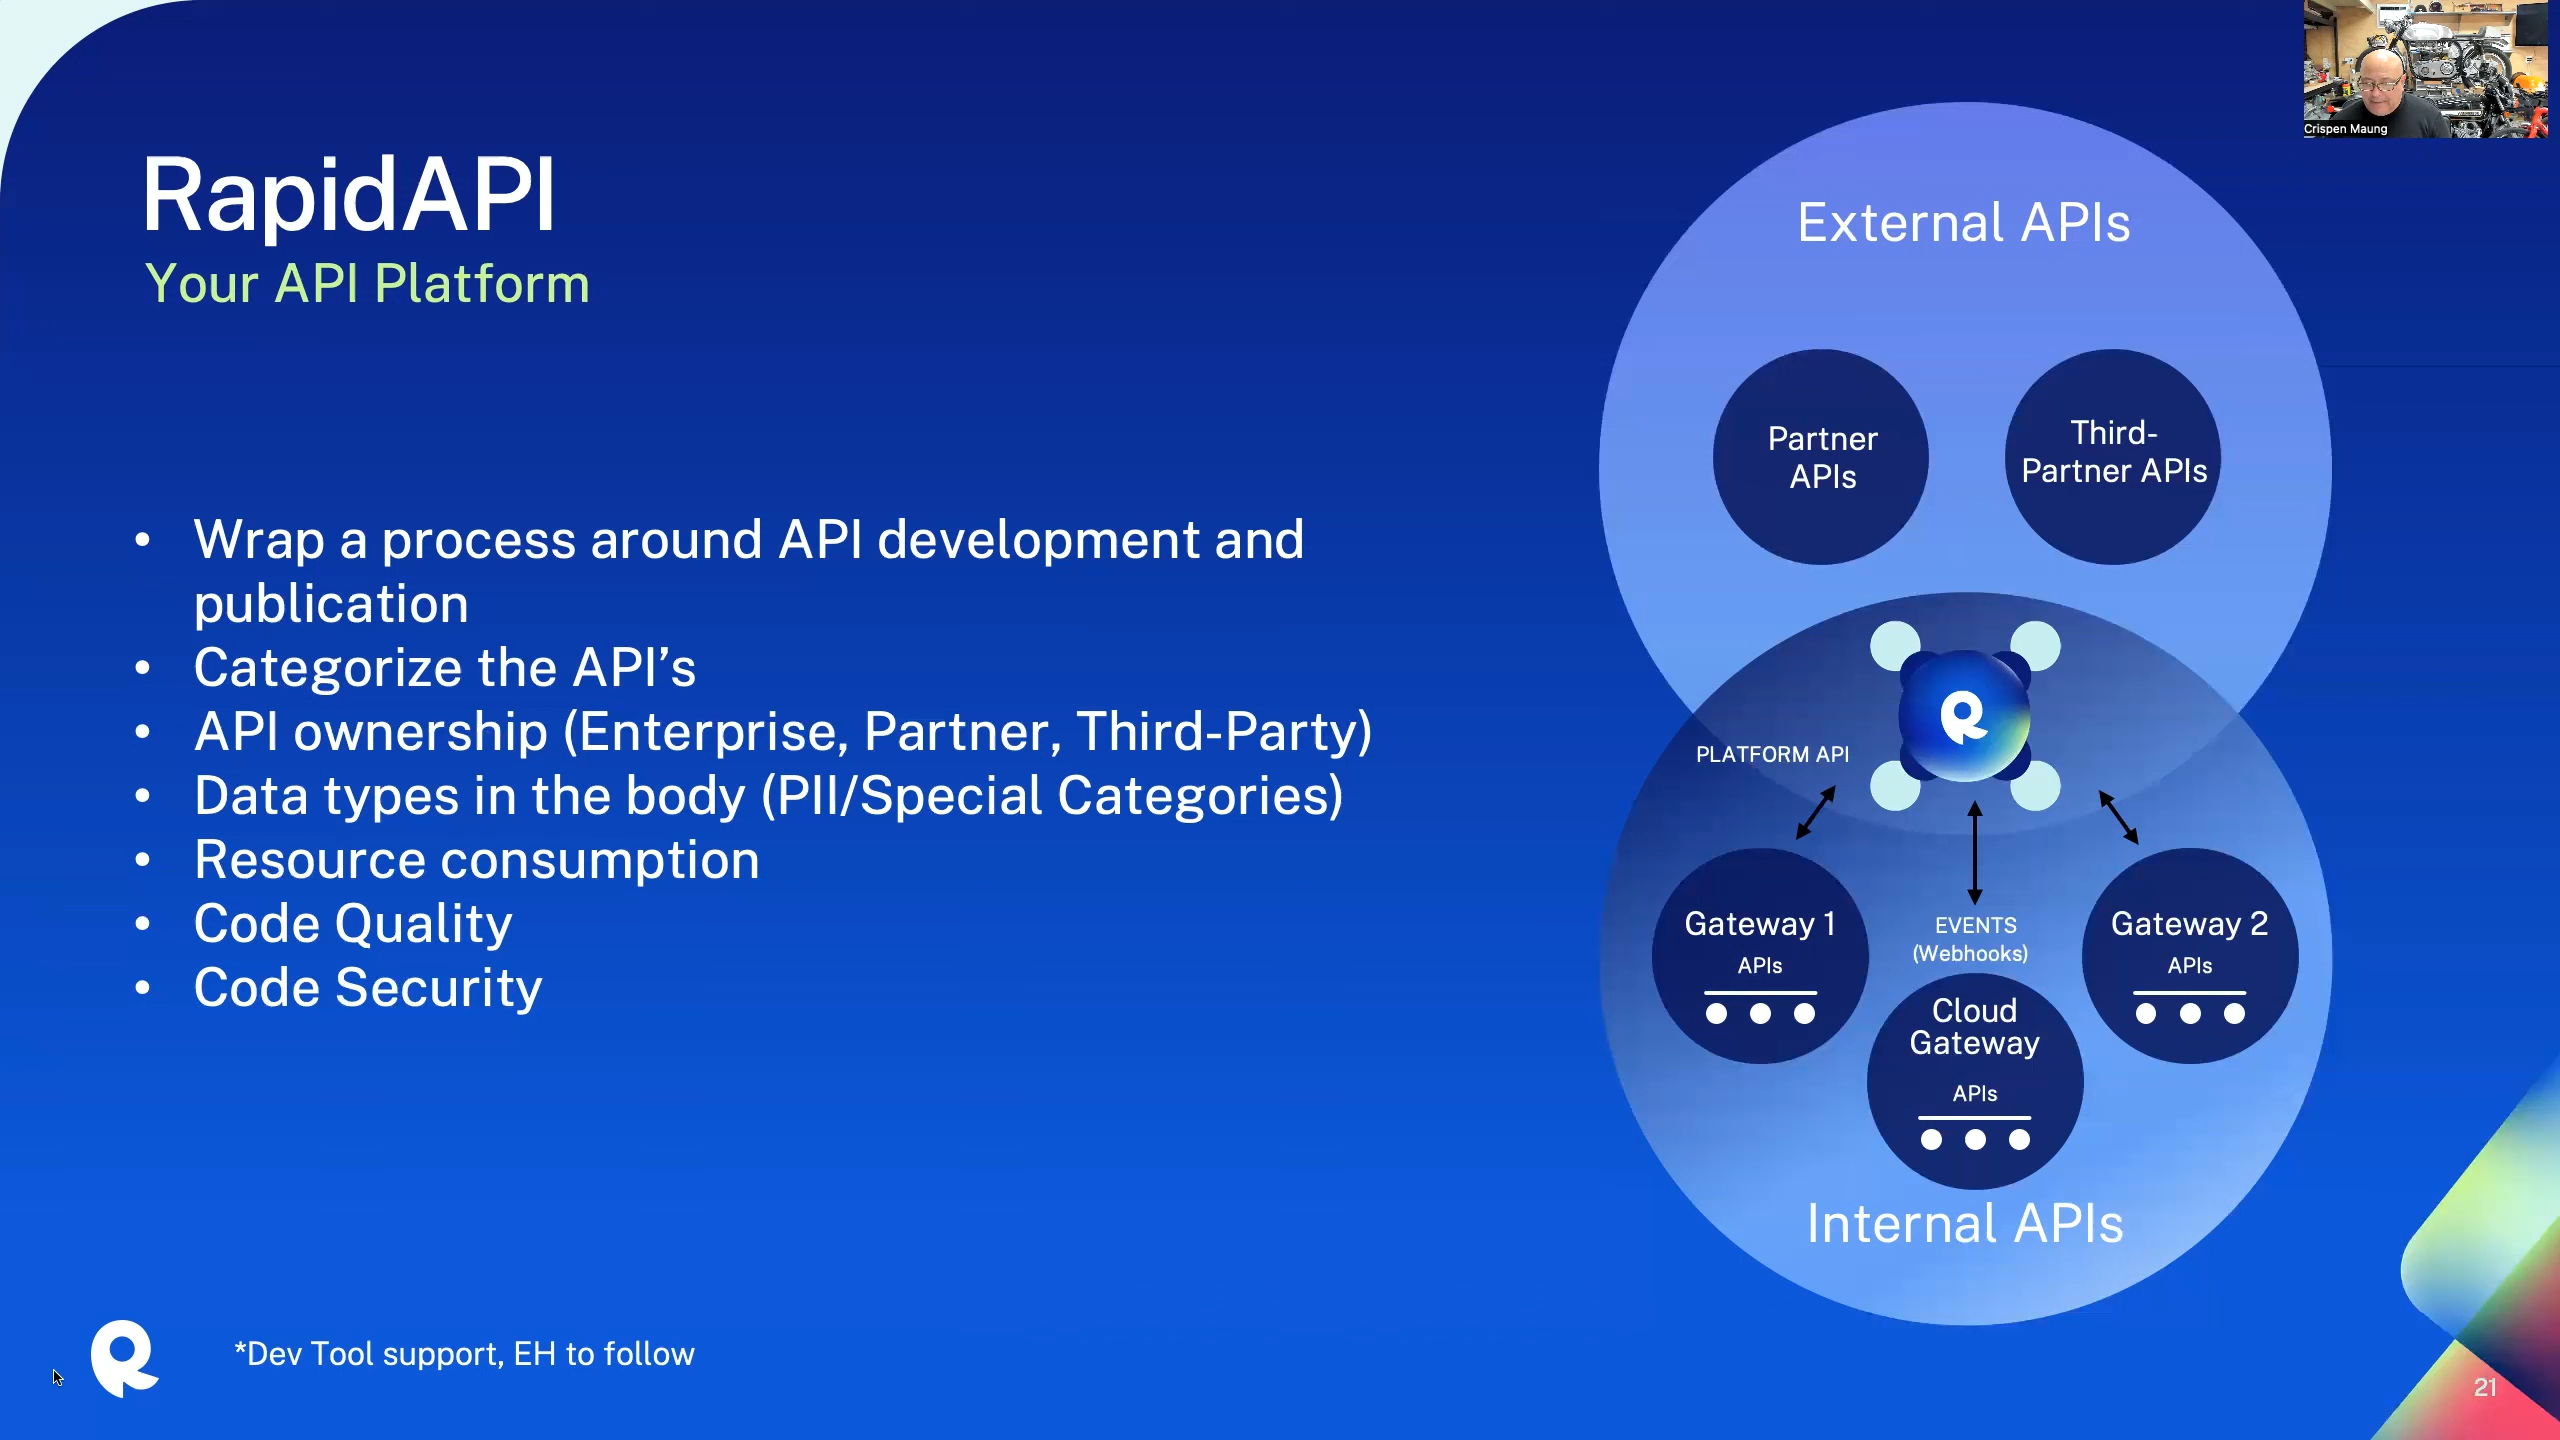 RapidAPI
Your API Platform
• Wrap a process around API development and
publication
• Categorize the API’s
• API ownership (Enterprise, Partner, Third-Party)
• Data types in the body (PII/Special Categories)
• Resource consumption
• Code Quality
• Code Security
*Dev Tool support, EH to follow
Crispen Maung
External APIs
Partner
APIs
Third-
Partner APIs
PLATFORM API
Gateway 1
APIs
EVENTS
(Webhooks)
Gateway 2
APIs
Cloud
Gateway
APIs
Internal APIs
21